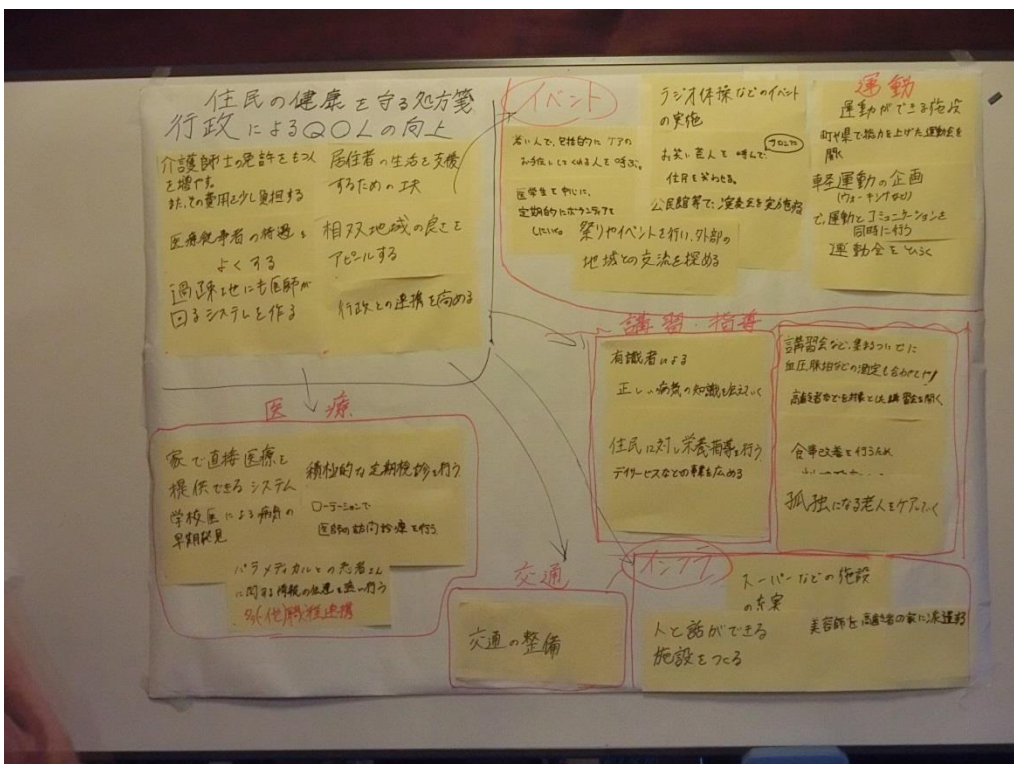 住民の健康を守る処方箋
行政によるQOLの向上
介護師士の免許をもつ人
を増やす。
また、その費用を少し負担する
居住者の生活を支援
するための工夫
医療従事者の待遇を
よくする
相双地域の良さを
アピールする
過疎地にも医師が
回るシステムを作る
行政との連携を高める
イベント
若い人で、自主的に ケアの
お手伝いしてくれる人を呼ぶ。
医学生を中心に、
定期的にボランティアを
したい。
ラジオ体操などのイベント
の実施
お笑い芸人を呼んで、
住民を笑わせる。
公民館等で、演奏会を実施する
祭りやイベントを行い、外部の
地域との交流を深める
運動
運動ができる施設
町や県で協力を上げた運動会を
開く
軽運動の企画
(ウォーキングなど)
で、運動とコミュニケーションを
同時に行う
運動会をひらく
講習・指導
有識者による
正しい病気の知識を伝えていく
住民に対し栄養指導を行う
デイサービスなどの事業を広める
講習会など、集まるついでに
血圧、脈拍などの測定も合わせて
高齢者などを対象とした講習会を開く
食事改善を行う
孤独になる老人をケアしていく
医療
家で直接医療を
提供できるシステム
学校医による病気の
早期発見
積極的な定期検診を行う
ローテーションで
医師の訪問診療を行う
パラメディカルとの患者さん
に関する情報の伝達を密に行う
多(他)職種連携
交通
交通の整備
インフラ
スーパーなどの施設
の充実
人と話ができる
施設をつくる
美容師を高齢者の家に派遣する